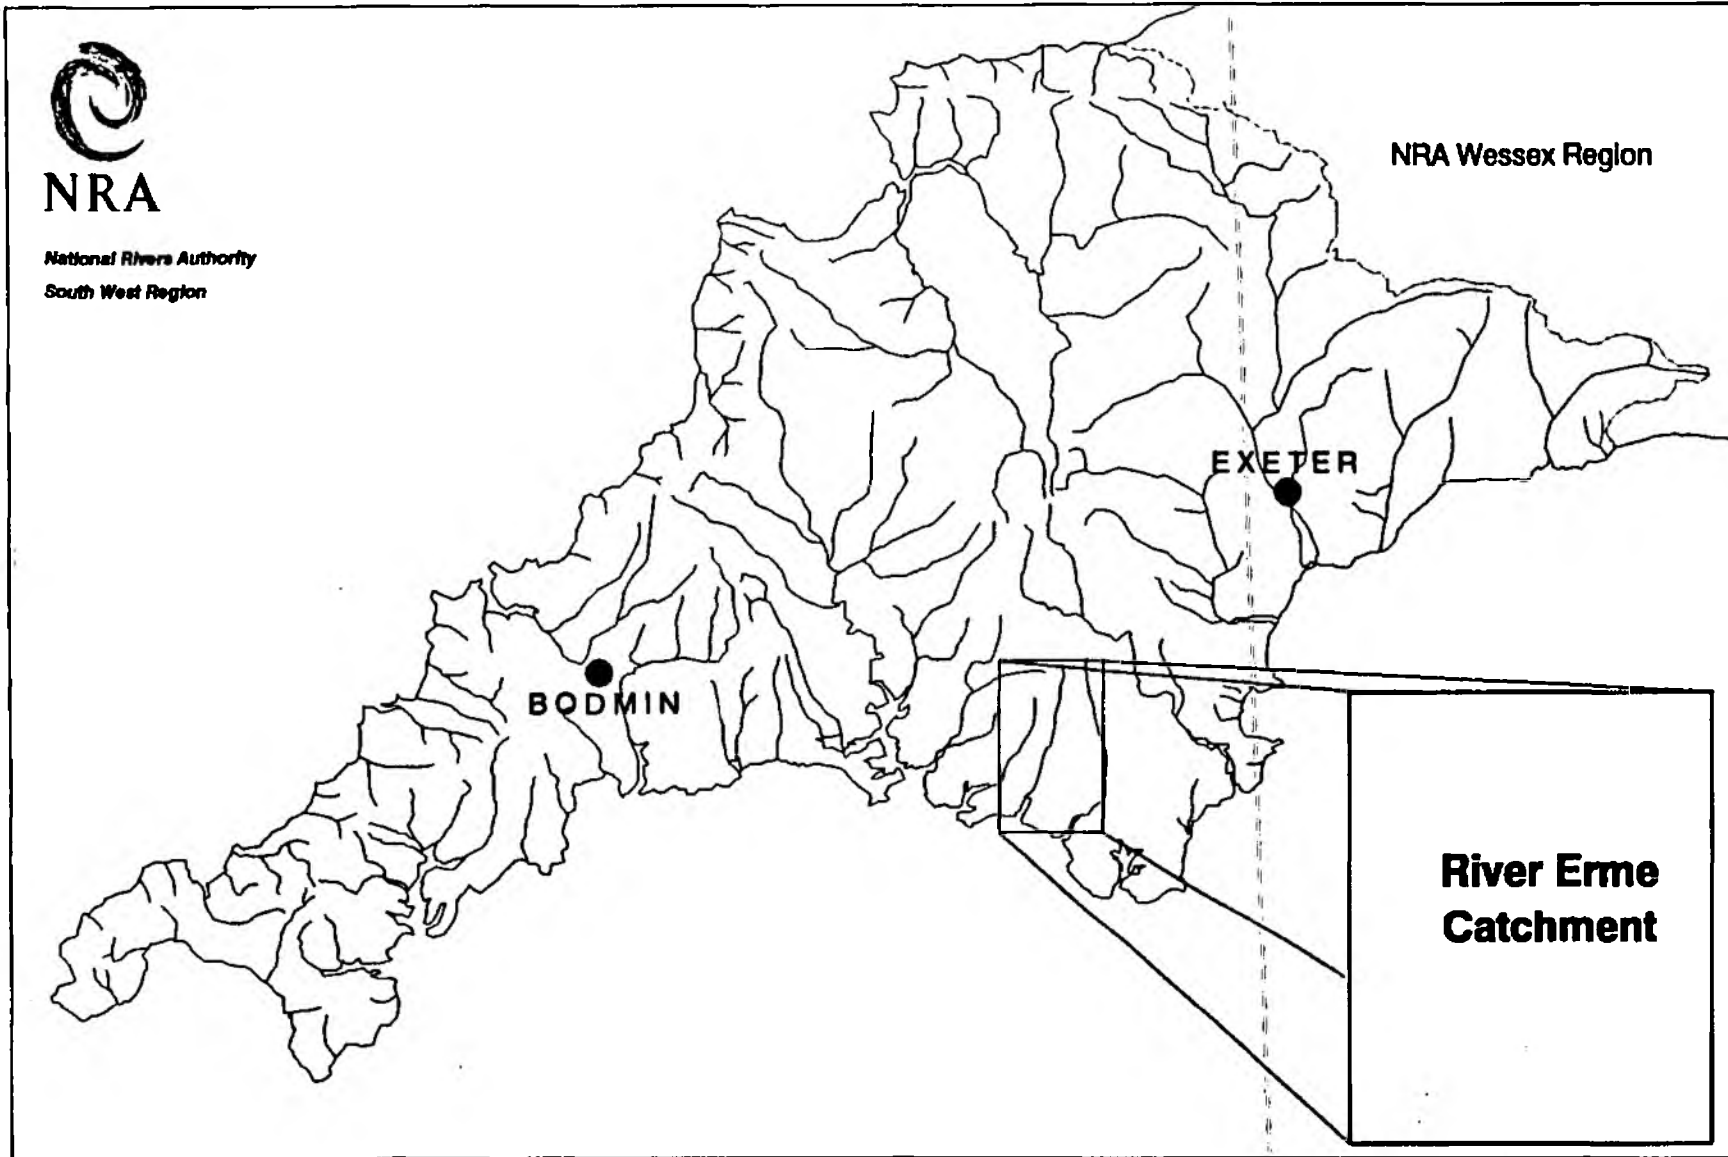 NRA
National Rivers Authority
South West Region
NRA Wessex Region
EXETER
BODMIN
River Erme
Catchment